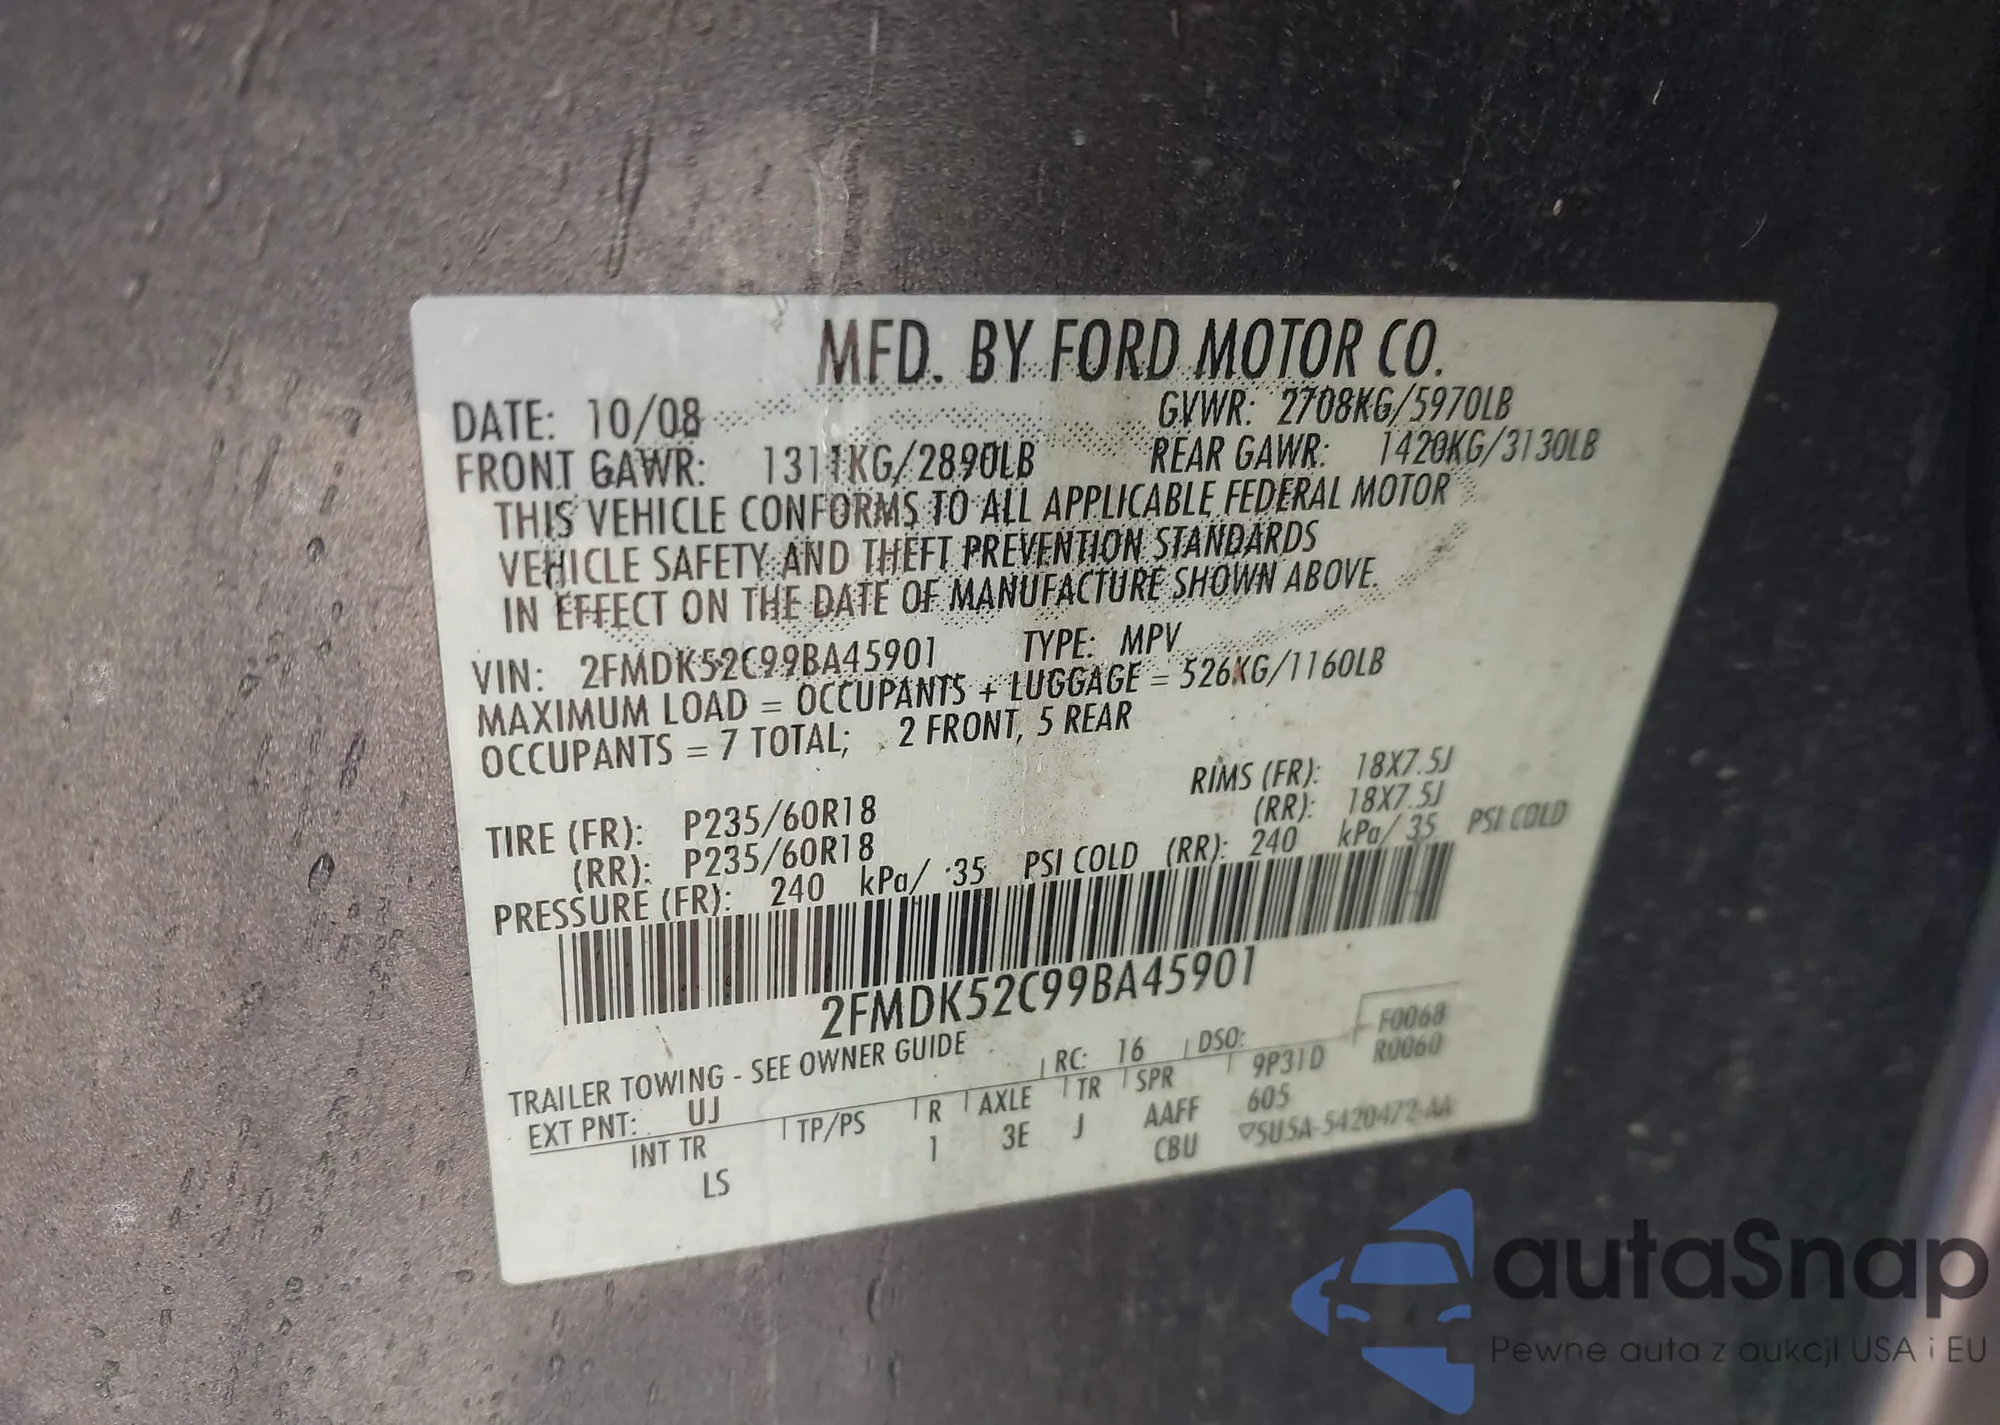 MFD. BY FORD MOTOR CO.
DATE: 10/08 GVWR: 2708KG/5970LB
FRONT GAWR: 1311KG/2890LB REAR GAWR: 1420KG/3130LB
THIS VEHICLE CONFORMS TO ALL APPLICABLE FEDERAL MOTOR
VEHICLE SAFETY AND THEFT PREVENTION STANDARDS
IN EFFECT ON THE DATE OF MANUFACTURE SHOWN ABOVE.
VIN: 2FMDK52C99BA45901 TYPE: MPV
MAXIMUM LOAD = OCCUPANTS + LUGGAGE = 526KG/1160LB
OCCUPANTS = 7 TOTAL; 2 FRONT, 5 REAR
TIRE (FR): P235/60R18 RIMS (FR): 18X7.5J
(RR): P235/60R18 (RR): 18X7.5J
PRESSURE (FR): 240 kPa/ 35 PSI COLD (RR): 240 kPa/ 35 PSI COLD
2FMDK52C99BA45901
F0068
TRAILER TOWING - SEE OWNER GUIDE RC: 16 DSO: R0060
EXT PNT: UJ R AXLE TR SPR 9P31D
INT TR TP/PS 1 3E J AAFF 605
LS CBU ▽5U5A-5420472-AA
autaSnap
Pewne auta z aukcji USA i EU